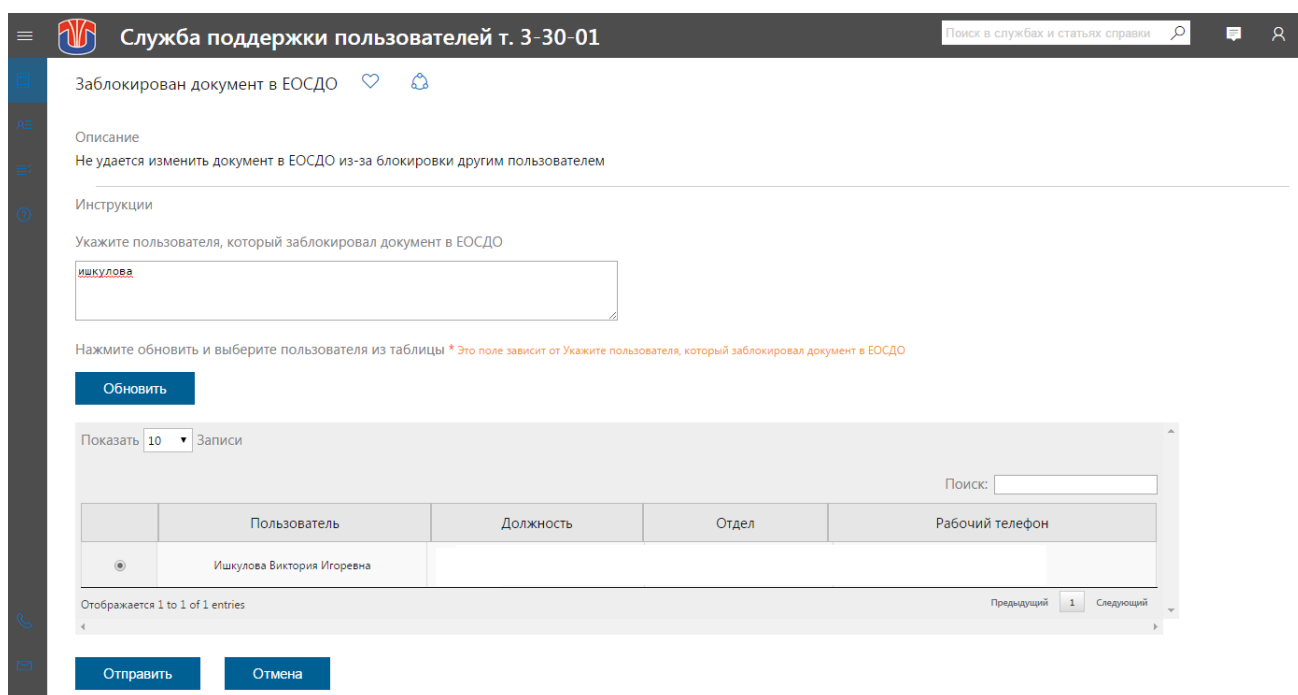 Служба поддержки пользователей т. 3-30-01
Поиск в службах и статьях справки
Заблокирован документ в ЕОСДО
Описание
Не удается изменить документ в ЕОСДО из-за блокировки другим пользователем
Инструкции
Укажите пользователя, который заблокировал документ в ЕОСДО
ишкулова
Нажмите обновить и выберите пользователя из таблицы * Это поле зависит от Укажите пользователя, который заблокировал документ в ЕОСДО
Обновить
Показать 10 Записи
Поиск:
Пользователь Должность Отдел Рабочий телефон
Ишкулова Виктория Игоревна
Отображается 1 to 1 of 1 entries Предыдущий 1 Следующий
Отправить Отмена